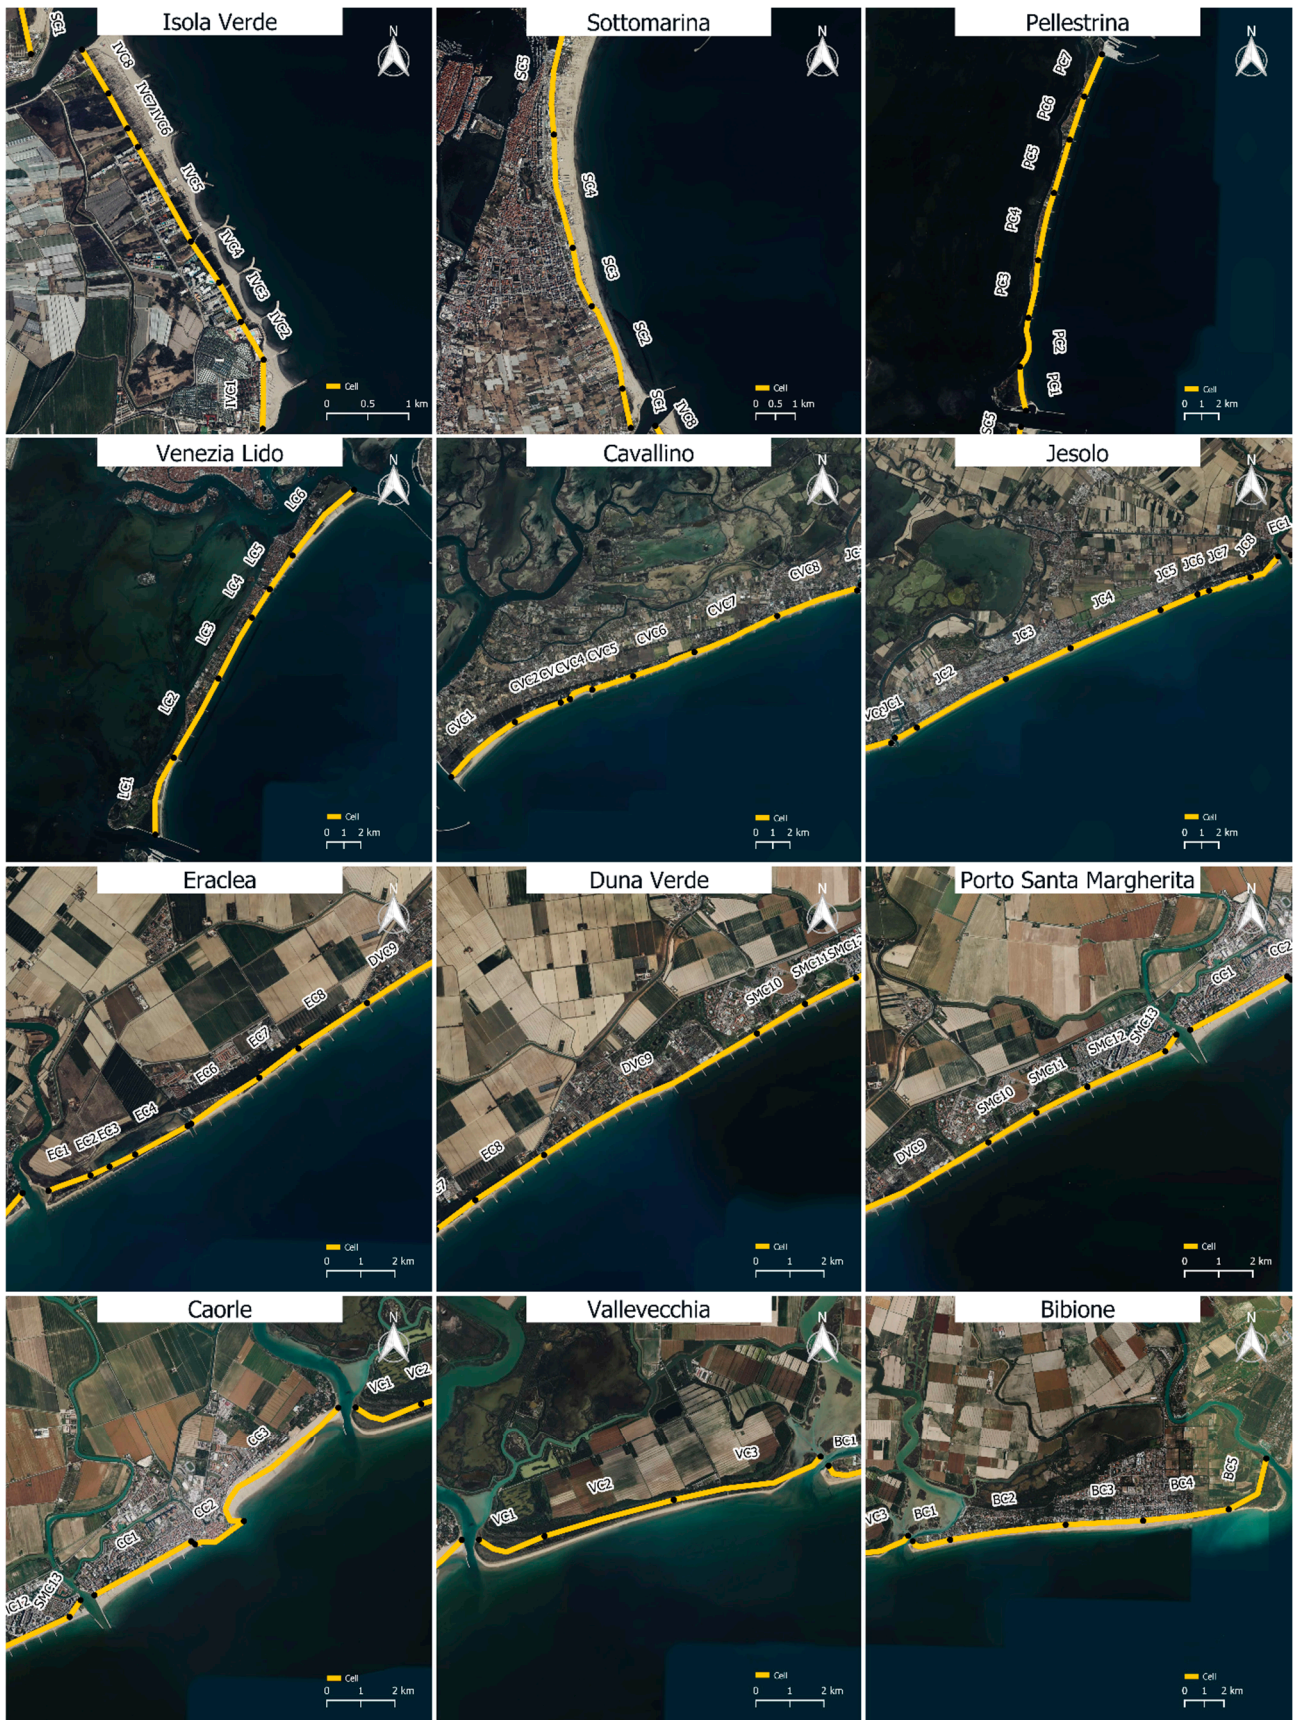 Isola Verde
N
SC1
IVC8
IVC7
IVC6
IVC5
IVC4
IVC3
IVC2
IVC1
Cell
0 0.5 1 km
Sottomarina
N
SC5
SC4
SC3
SC2
SC1
IVC8
Cell
0 0.5 1 km
Pellestrina
N
PC7
PC6
PC5
PC4
PC3
PC2
PC1
SC5
Cell
0 1 2 km
Venezia Lido
N
LC6
LC5
LC4
LC3
LC2
LC1
Cell
0 1 2 km
Cavallino
N
JC
CVC8
CVC7
CVC6
CVC5
CVC4
CV
CVC2
CVC1
Cell
0 1 2 km
Jesolo
N
EC1
JC8
JC7
JC6
JC5
JC4
JC3
JC2
JC1
VC
Cell
0 1 2 km
Eraclea
N
DVC9
EC8
EC7
EC6
EC4
EC3
EC2
EC1
Cell
0 1 2 km
Duna Verde
N
SMC12
SMC11
SMC10
DVC9
EC8
C7
Cell
0 1 2 km
Porto Santa Margherita
N
CC2
CC1
SMC13
SMC12
SMC11
SMC10
DVC9
Cell
0 1 2 km
Caorle
N
VC2
VC1
CC3
CC2
CC1
SMC13
MC12
Cell
0 1 2 km
Vallevecchia
N
BC1
VC3
VC2
VC1
Cell
0 1 2 km
Bibione
N
BC5
BC4
BC3
BC2
BC1
VC3
Cell
0 1 2 km